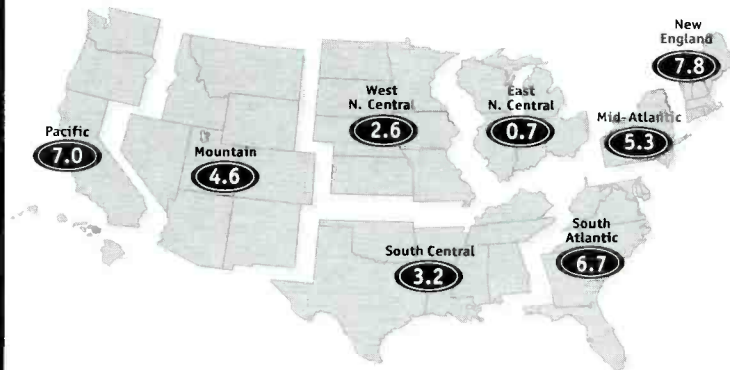 New
England
7.8
West
N. Central
2.6
East
N. Central
0.7
Mid-Atlantic
5.3
Pacific
7.0
Mountain
4.6
South
Atlantic
6.7
South Central
3.2